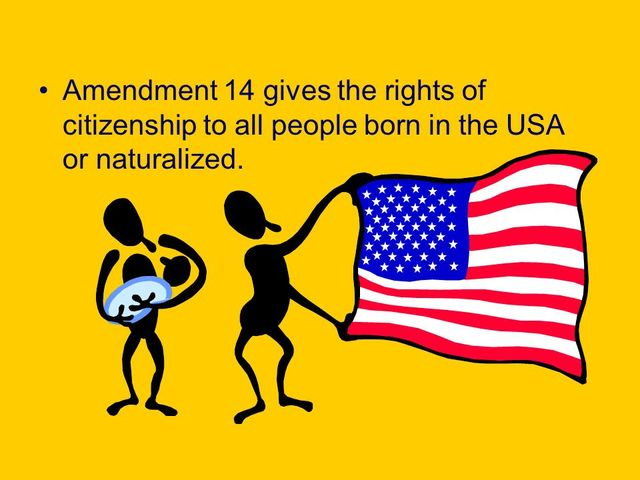 • Amendment 14 gives the rights of
citizenship to all people born in the USA
or naturalized.